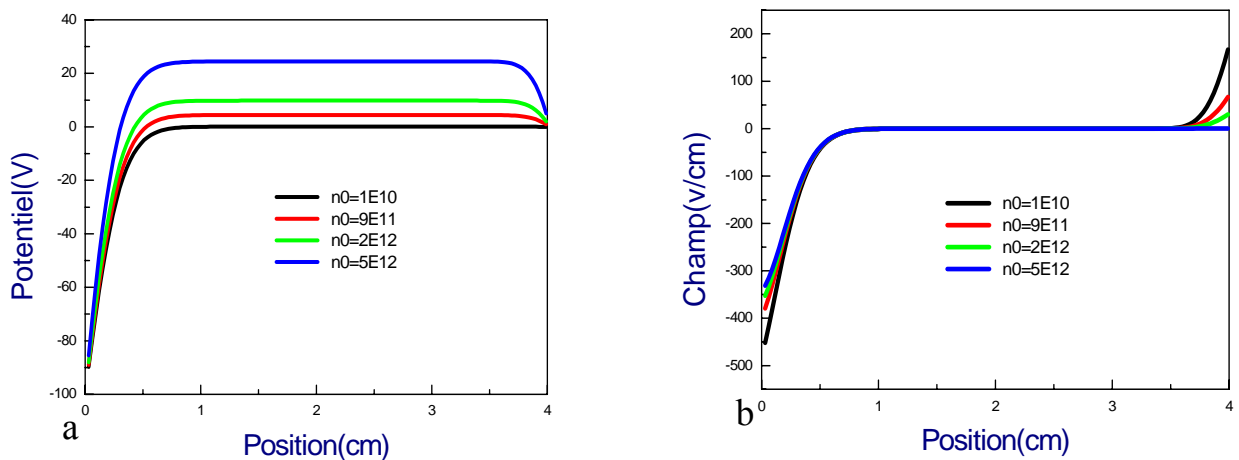 40
20
0
-20
-40
-60
-80
-100
Potentiel(V)
n0=1E10
n0=9E11
n0=2E12
n0=5E12
0 1 2 3 4
Position(cm)
a
200
100
0
-100
-200
-300
-400
-500
Champ(v/cm)
n0=1E10
n0=9E11
n0=2E12
n0=5E12
0 1 2 3 4
Position(cm)
b